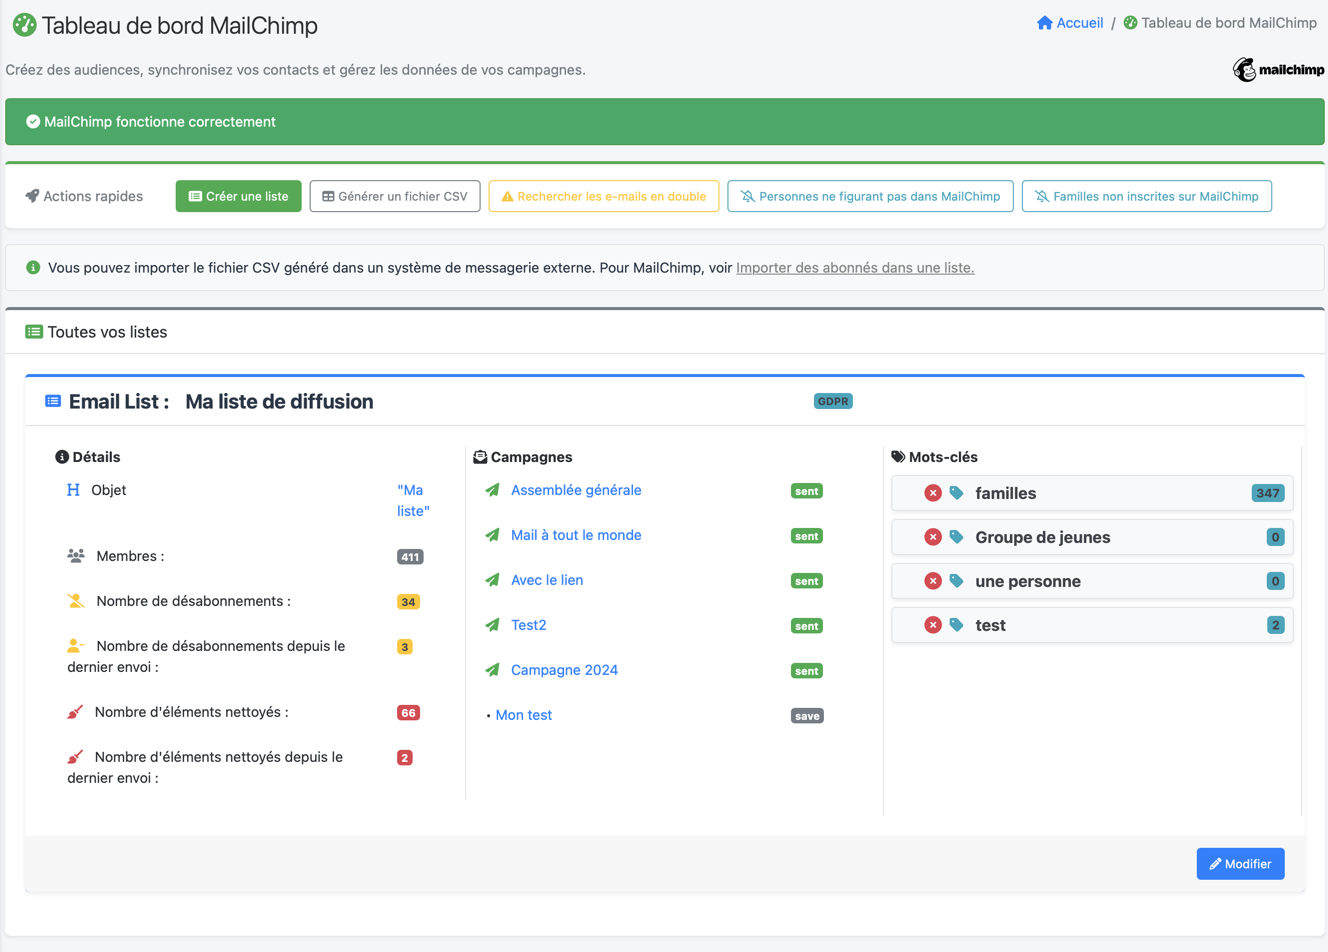 Tableau de bord MailChimp
Accueil / Tableau de bord MailChimp
Créez des audiences, synchronisez vos contacts et gérez les données de vos campagnes.
mailchimp
MailChimp fonctionne correctement
Actions rapides
Créer une liste
Générer un fichier CSV
Rechercher les e-mails en double
Personnes ne figurant pas dans MailChimp
Familles non inscrites sur MailChimp
Vous pouvez importer le fichier CSV généré dans un système de messagerie externe. Pour MailChimp, voir Importer des abonnés dans une liste.
Toutes vos listes
Email List : Ma liste de diffusion
GDPR
Détails
Objet
"Ma
liste"
Membres :
411
Nombre de désabonnements :
34
Nombre de désabonnements depuis le
dernier envoi :
3
Nombre d'éléments nettoyés :
66
Nombre d'éléments nettoyés depuis le
dernier envoi :
2
Campagnes
Assemblée générale
sent
Mail à tout le monde
sent
Avec le lien
sent
Test2
sent
Campagne 2024
sent
• Mon test
save
Mots-clés
familles
347
Groupe de jeunes
0
une personne
0
test
2
Modifier